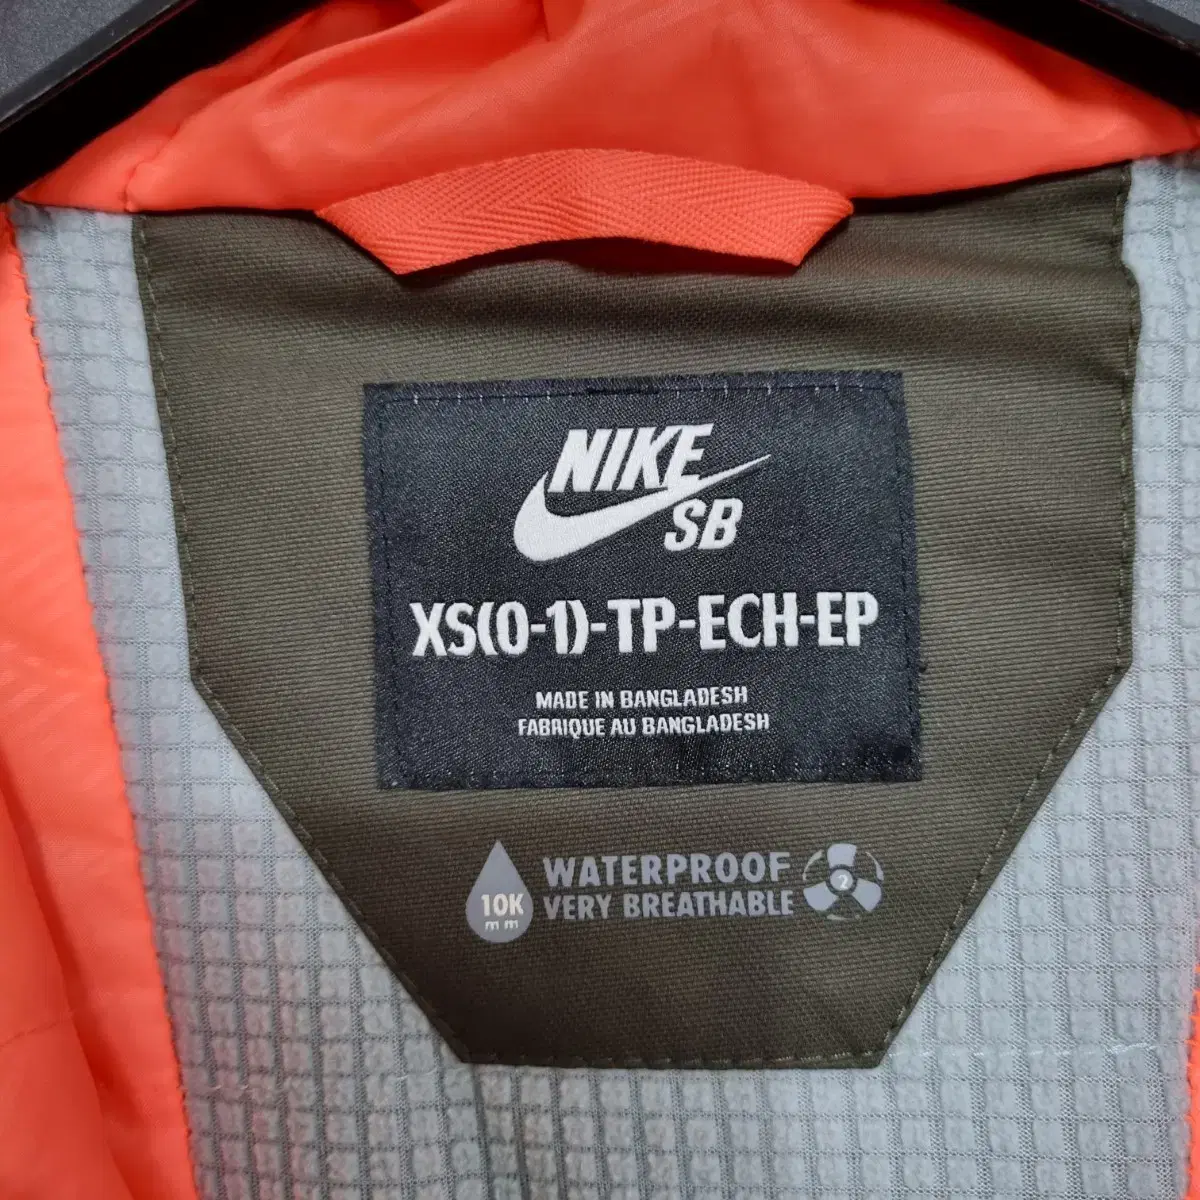 NIKE
SB
XS(0-1)-TP-ECH-EP
MADE IN BANGLADESH
FABRIQUE AU BANGLADESH
10K
mm
WATERPROOF
VERY BREATHABLE
2